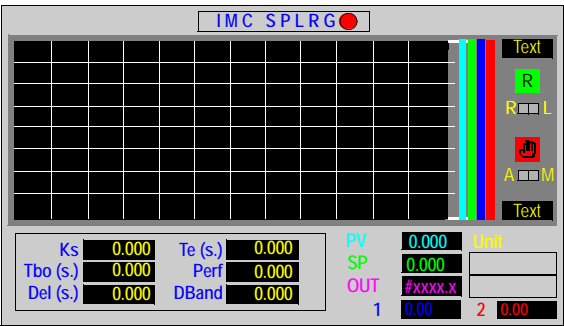 IMC SPLRG
Text
R
R L
A M
Text
Ks 0.000 Te (s.) 0.000
Tbo (s.) 0.000 Perf 0.000
Del (s.) 0.000 DBand 0.000
PV 0.000 Unit
SP 0.000
OUT #xxxx.x
1 0.00 2 0.00